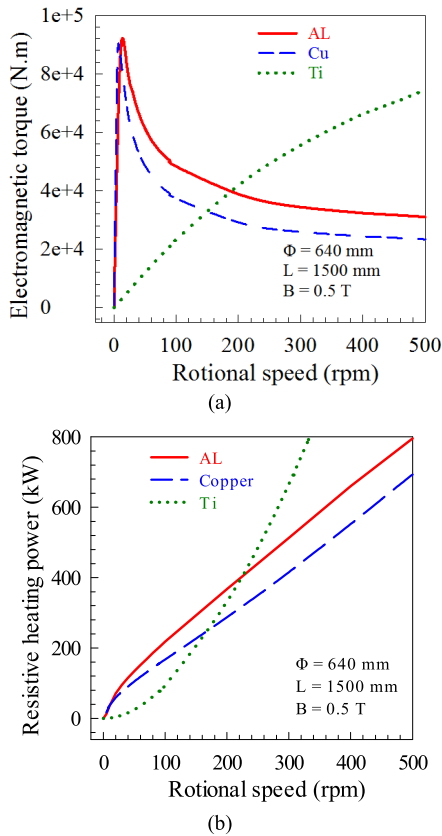 1e+5
8e+4
6e+4
4e+4
2e+4
0
Electromagnetic torque (N.m)
AL
Cu
Ti
Φ = 640 mm
L = 1500 mm
B = 0.5 T
0 100 200 300 400 500
Rotional speed (rpm)
(a)
800
600
400
200
0
Resistive heating power (kW)
AL
Copper
Ti
Φ = 640 mm
L = 1500 mm
B = 0.5 T
0 100 200 300 400 500
Rotional speed (rpm)
(b)